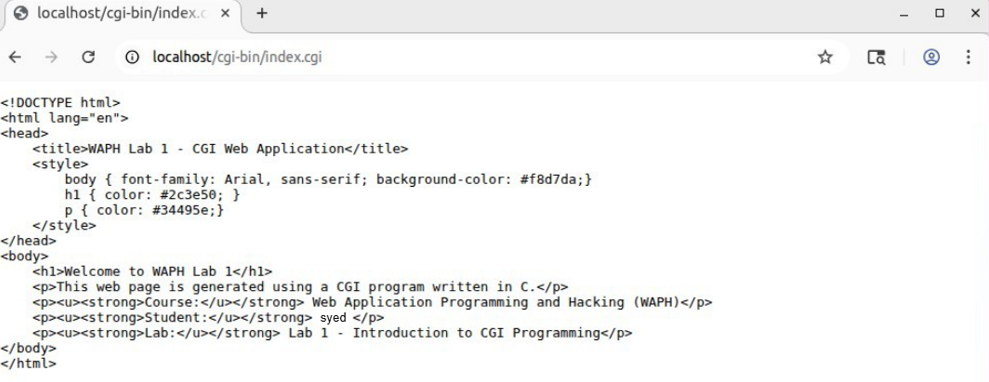 localhost/cgi-bin/index.c
localhost/cgi-bin/index.cgi
<!DOCTYPE html>
<html lang="en">
<head>
<title>WAPH Lab 1 - CGI Web Application</title>
<style>
body { font-family: Arial, sans-serif; background-color: #f8d7da;}
h1 { color: #2c3e50; }
p { color: #34495e;}
</style>
</head>
<body>
<h1>Welcome to WAPH Lab 1</h1>
<p>This web page is generated using a CGI program written in C.</p>
<p><u><strong>Course:</u></strong> Web Application Programming and Hacking (WAPH)</p>
<p><u><strong>Student:</u></strong> syed </p>
<p><u><strong>Lab:</u></strong> Lab 1 - Introduction to CGI Programming</p>
</body>
</html>